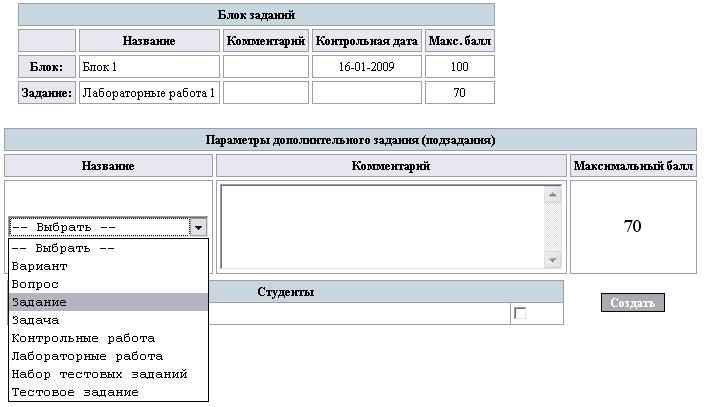 Блок заданий
Название Комментарий Контрольная дата Макс. балл
Блок: Блок 1 16-01-2009 100
Задание: Лабораторные работа 1 70
Параметры дополнительного задания (подзадания)
Название Комментарий Максимальный балл
-- Выбрать -- 70
-- Выбрать --
Вариант
Вопрос
Задание
Задача
Контрольные работа
Лабораторные работа
Набор тестовых заданий
Тестовое задание
Студенты
Создать